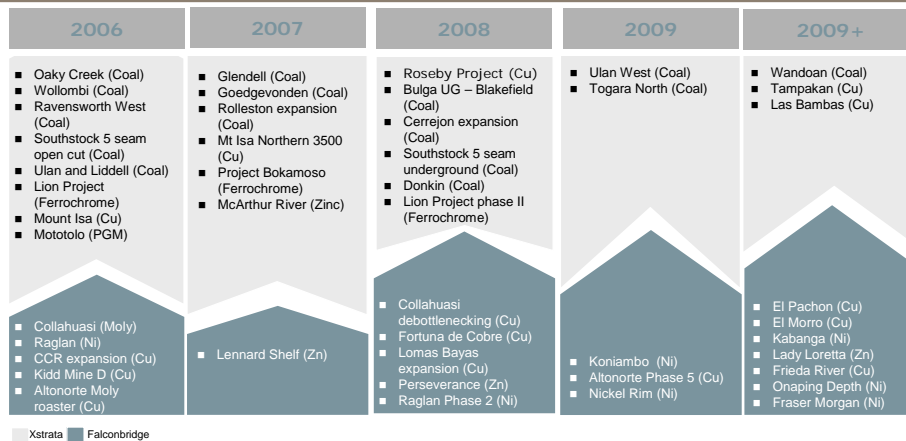 2006
Oaky Creek (Coal)
Wollombi (Coal)
Ravensworth West
(Coal)
Southstock 5 seam
open cut (Coal)
Ulan and Liddell (Coal)
Lion Project
(Ferrochrome)
Mount Isa (Cu)
Mototolo (PGM)
Collahuasi (Moly)
Raglan (Ni)
CCR expansion (Cu)
Kidd Mine D (Cu)
Altonorte Moly
roaster (Cu)
2007
Glendell (Coal)
Goedgevonden (Coal)
Rolleston expansion
(Coal)
Mt Isa Northern 3500
(Cu)
Project Bokamoso
(Ferrochrome)
McArthur River (Zinc)
Lennard Shelf (Zn)
2008
Roseby Project (Cu)
Bulga UG – Blakefield
(Coal)
Cerrejon expansion
(Coal)
Southstock 5 seam
underground (Coal)
Donkin (Coal)
Lion Project phase II
(Ferrochrome)
Collahuasi
debottlenecking (Cu)
Fortuna de Cobre (Cu)
Lomas Bayas
expansion (Cu)
Perseverance (Zn)
Raglan Phase 2 (Ni)
2009
Ulan West (Coal)
Togara North (Coal)
Koniambo (Ni)
Altonorte Phase 5 (Cu)
Nickel Rim (Ni)
2009+
Wandoan (Coal)
Tampakan (Cu)
Las Bambas (Cu)
El Pachon (Cu)
El Morro (Cu)
Kabanga (Ni)
Lady Loretta (Zn)
Frieda River (Cu)
Onaping Depth (Ni)
Fraser Morgan (Ni)
Xstrata Falconbridge